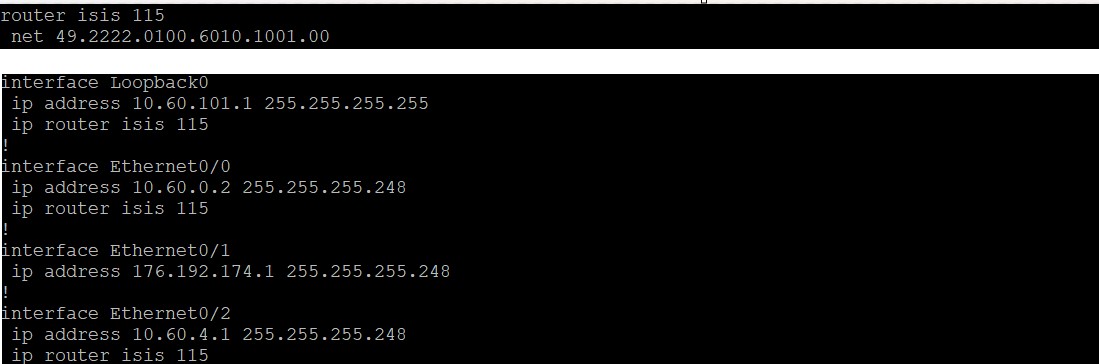 router isis 115
net 49.2222.0100.6010.1001.00
interface Loopback0
ip address 10.60.101.1 255.255.255.255
ip router isis 115
!
interface Ethernet0/0
ip address 10.60.0.2 255.255.255.248
ip router isis 115
!
interface Ethernet0/1
ip address 176.192.174.1 255.255.255.248
!
interface Ethernet0/2
ip address 10.60.4.1 255.255.255.248
ip router isis 115